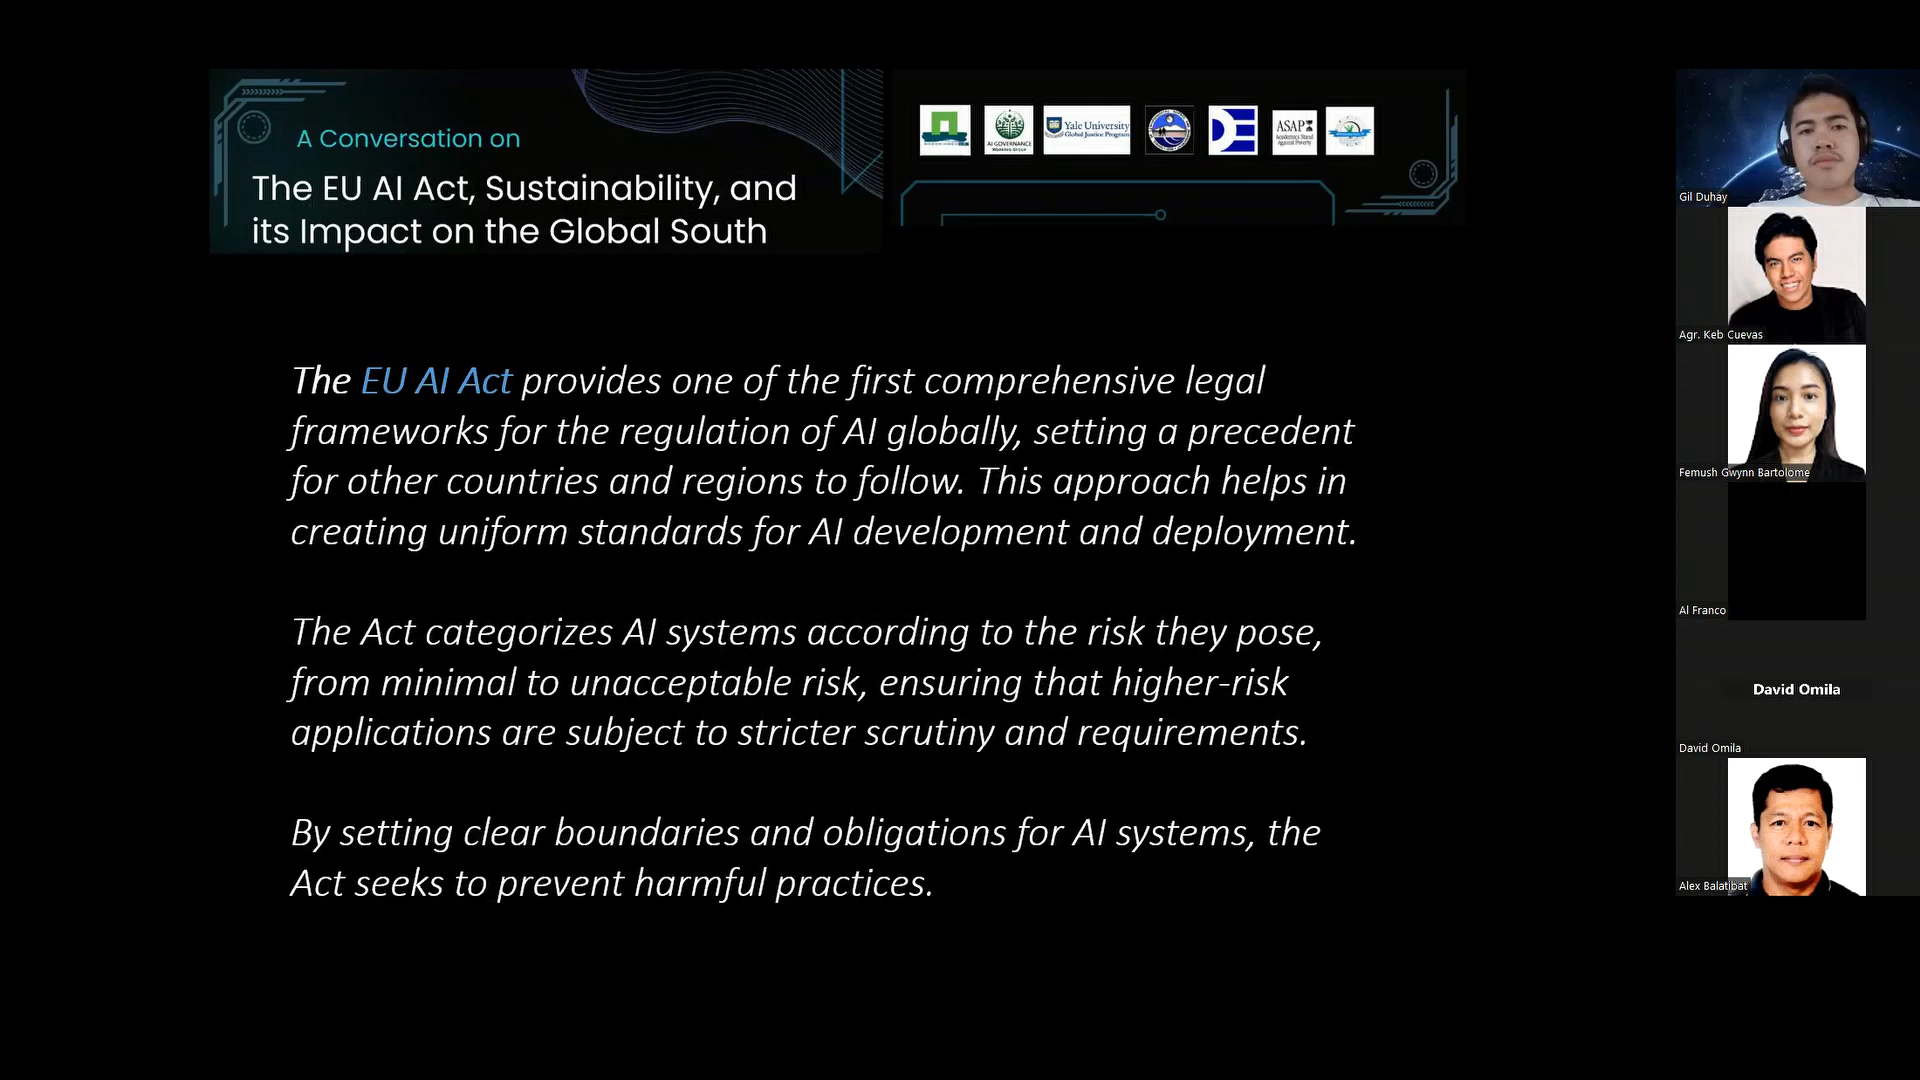 A Conversation on
The EU AI Act, Sustainability, and
its Impact on the Global South
AI GOVERNANCE
WORKING GROUP
Yale University
Global Justice Program
ASAP
Academics Stand
Against Poverty
The EU AI Act provides one of the first comprehensive legal
frameworks for the regulation of AI globally, setting a precedent
for other countries and regions to follow. This approach helps in
creating uniform standards for AI development and deployment.
The Act categorizes AI systems according to the risk they pose,
from minimal to unacceptable risk, ensuring that higher-risk
applications are subject to stricter scrutiny and requirements.
By setting clear boundaries and obligations for AI systems, the
Act seeks to prevent harmful practices.
Gil Duhay
Agr. Keb Cuevas
Femush Gwynn Bartolome
Al Franco
David Omila
David Omila
Alex Balatibat